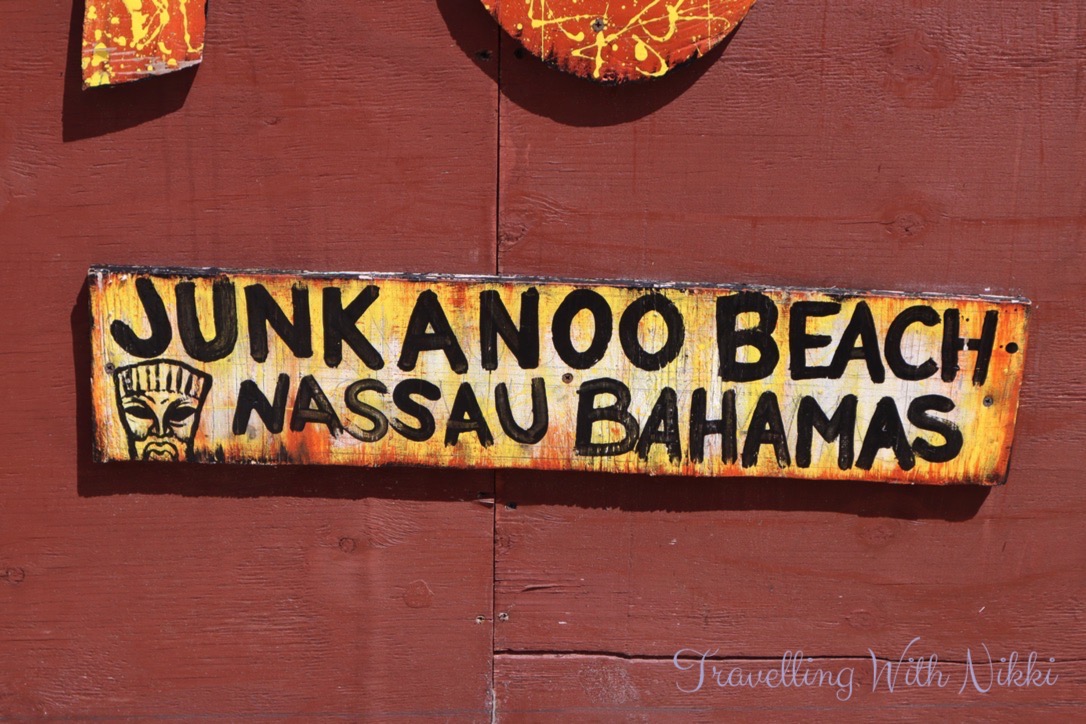 JUNKANOO BEACH
NASSAU BAHAMAS
Travelling With Nikki